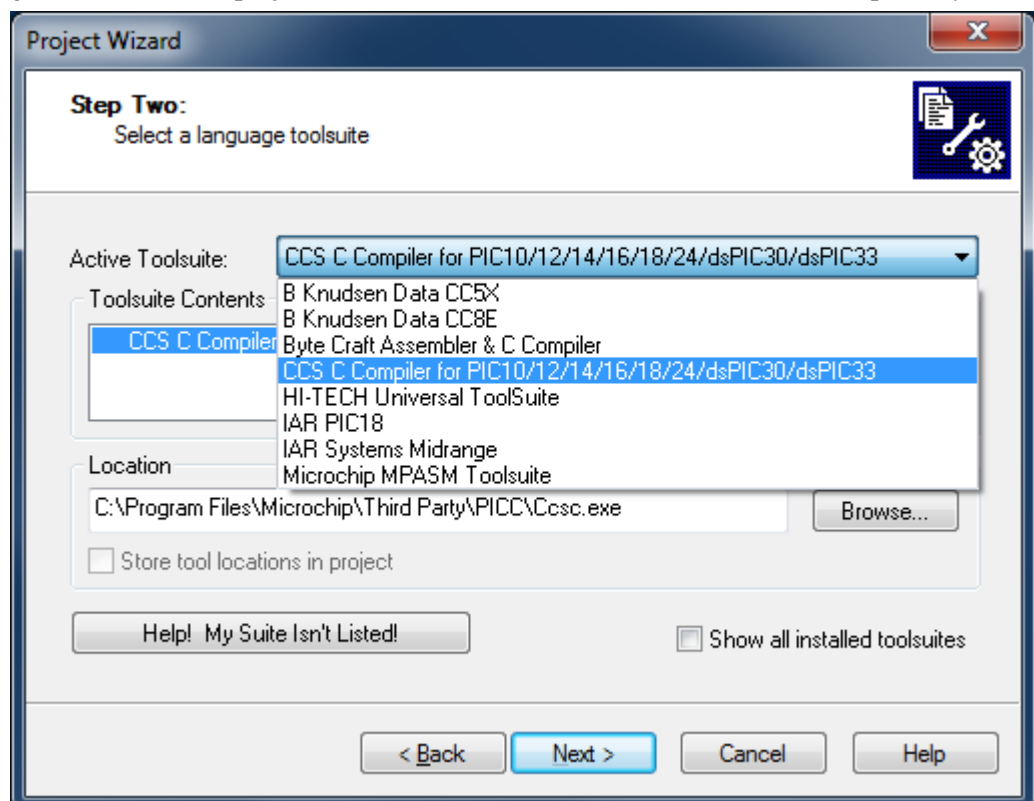 Project Wizard
Step Two:
Select a language toolsuite
Active Toolsuite:
CCS C Compiler for PIC10/12/14/16/18/24/dsPIC30/dsPIC33
Toolsuite Contents
CCS C Compiler
B Knudsen Data CC5X
B Knudsen Data CC8E
Byte Craft Assembler & C Compiler
CCS C Compiler for PIC10/12/14/16/18/24/dsPIC30/dsPIC33
HI-TECH Universal ToolSuite
IAR PIC18
IAR Systems Midrange
Microchip MPASM Toolsuite
Location
C:\Program Files\Microchip\Third Party\PICC\Ccsc.exe
Browse...
Store tool locations in project
Help! My Suite Isn't Listed!
Show all installed toolsuites
< Back
Next >
Cancel
Help